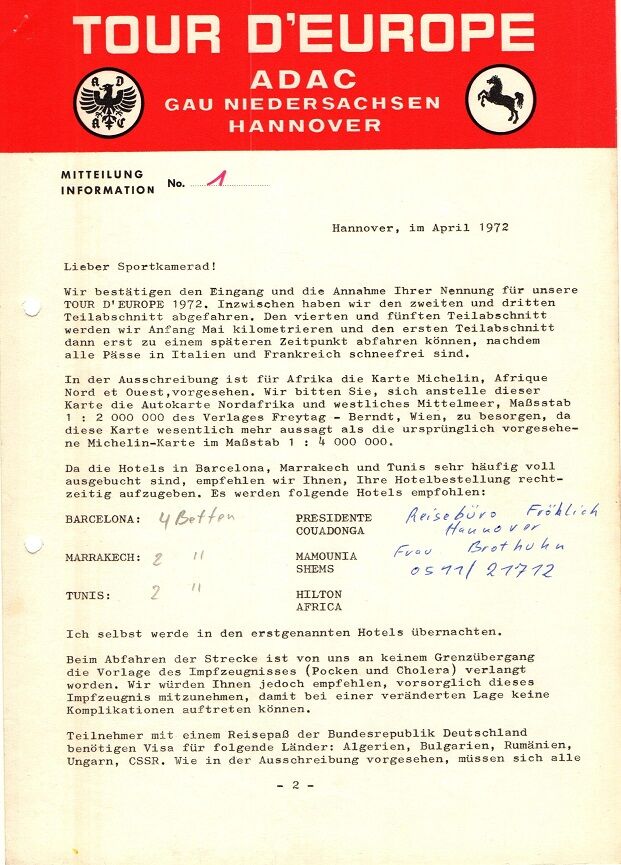 TOUR D'EUROPE
ADAC
GAU NIEDERSACHSEN
HANNOVER
A D
A C
MITTEILUNG
INFORMATION No. 1
Hannover, im April 1972
Lieber Sportkamerad!
Wir bestätigen den Eingang und die Annahme Ihrer Nennung für unsere
TOUR D'EUROPE 1972. Inzwischen haben wir den zweiten und dritten
Teilabschnitt abgefahren. Den vierten und fünften Teilabschnitt
werden wir Anfang Mai kilometrieren und den ersten Teilabschnitt
dann erst zu einem späteren Zeitpunkt abfahren können, nachdem
alle Pässe in Italien und Frankreich schneefrei sind.
In der Ausschreibung ist für Afrika die Karte Michelin, Afrique
Nord et Ouest,vorgesehen. Wir bitten Sie, sich anstelle dieser
Karte die Autokarte Nordafrika und westliches Mittelmeer, Maßsstab
1 : 2 000 000 des Verlages Freytag - Berndt, Wien, zu besorgen, da
diese Karte wesentlich mehr aussagt als die ursprünglich vorgesehe-
ne Michelin-Karte im Maßstab 1 : 4 000 000.
Da die Hotels in Barcelona, Marrakech und Tunis sehr häufig voll
ausgebucht sind, empfehlen wir Ihnen, Ihre Hotelbestellung recht-
zeitig aufzugeben. Es werden folgende Hotels empfohlen:
BARCELONA: 4 Betten PRESIDENTE Reisebüro Fröhlich
COUADONGA Hannover
MARRAKECH: 2 " MAMOUNIA Frau Brothuhn
SHEMS 0511/21712
TUNIS: 2 " HILTON
AFRICA
Ich selbst werde in den erstgenannten Hotels übernachten.
Beim Abfahren der Strecke ist von uns an keinem Grenzübergang
die Vorlage des Impfzeugnisses (Pocken und Cholera) verlangt
worden. Wir würden Ihnen jedoch empfehlen, vorsorglich dieses
Impfzeugnis mitzunehmen, damit bei einer veränderten Lage keine
Komplikationen auftreten können.
Teilnehmer mit einem Reisepaß der Bundesrepublik Deutschland
benötigen Visa für folgende Länder: Algerien, Bulgarien, Rumänien,
Ungarn, CSSR. Wie in der Ausschreibung vorgesehen, müssen sich alle
- 2 -